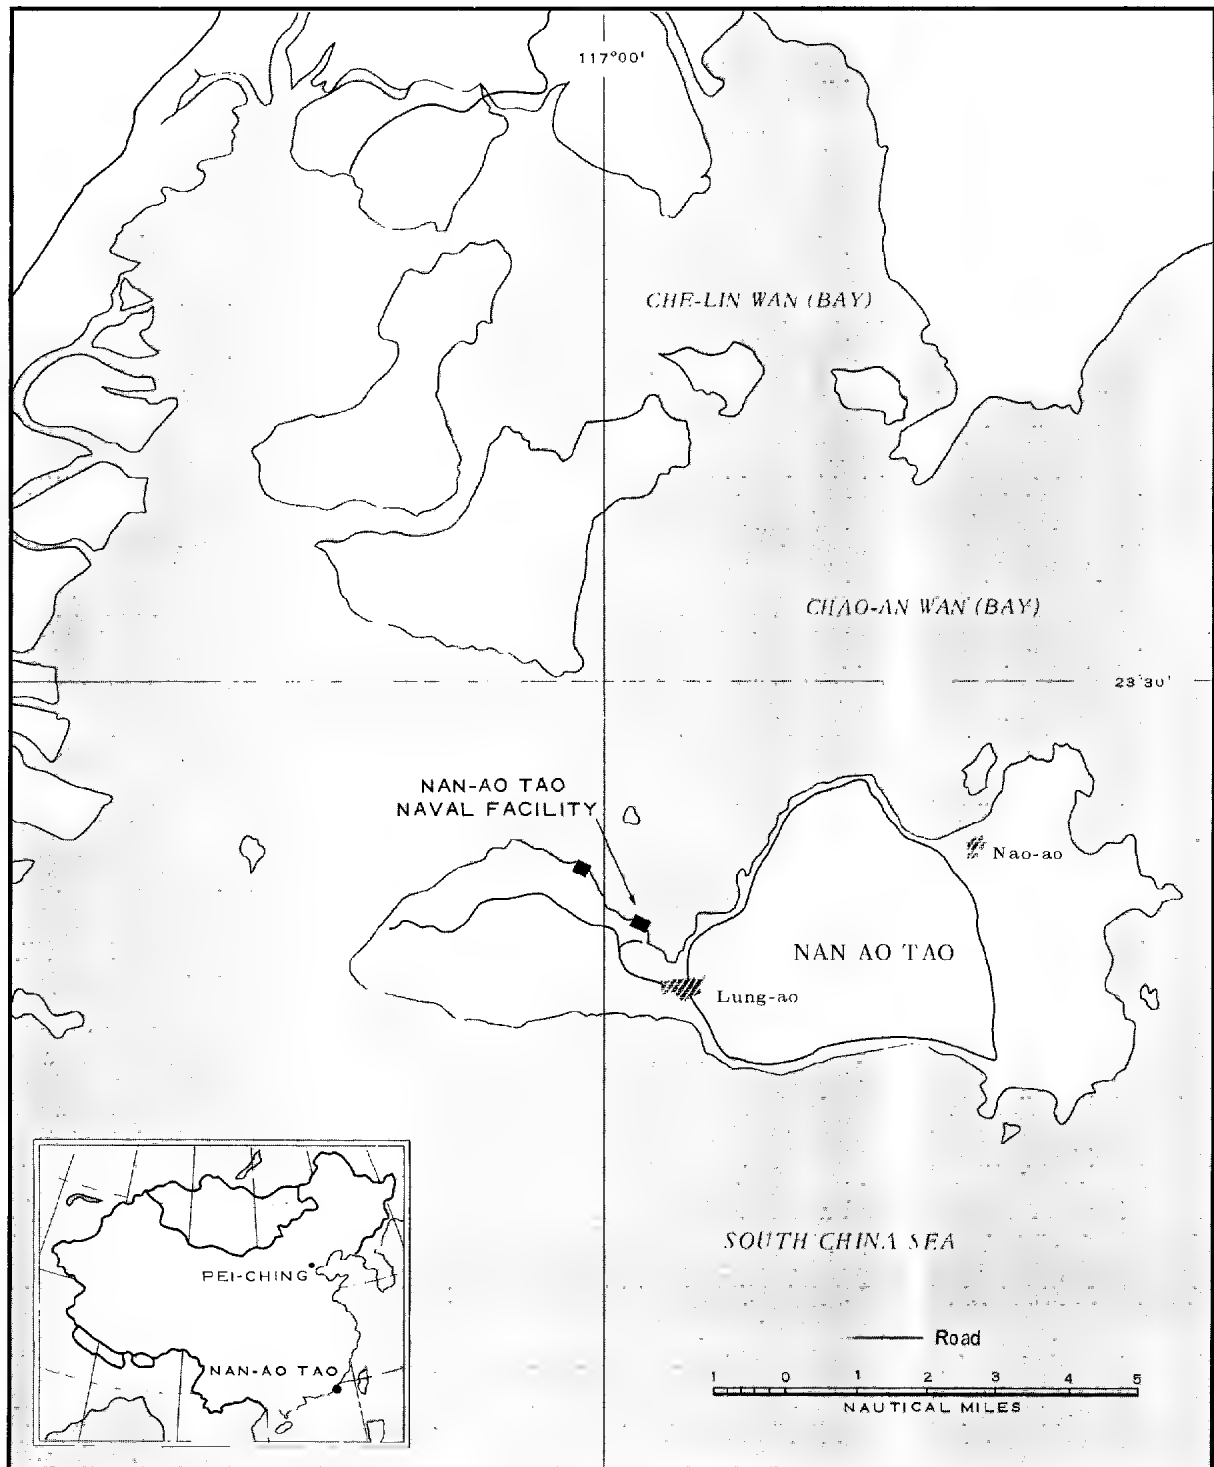 117°00'
CHE-LIN WAN (BAY)
CHAO-AN WAN (BAY)
23°30'
NAN-AO TAO
NAVAL FACILITY
Nao-ao
NAN AO TAO
Lung-ao
SOUTH CHINA SEA
PEI-CHING
NAN-AO TAO
Road
1 0 1 2 3 4 5
NAUTICAL MILES